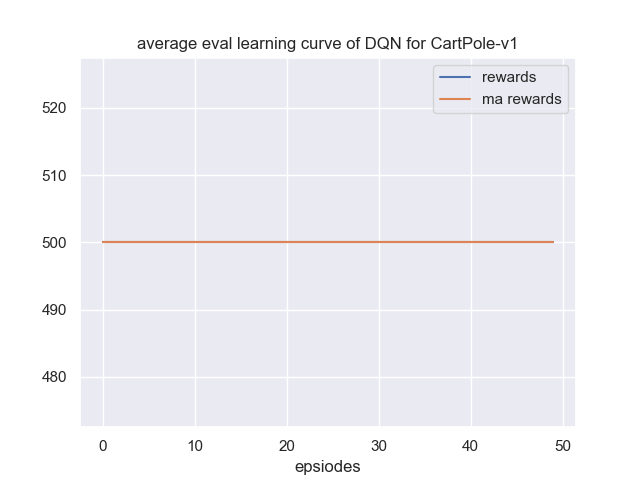 average eval learning curve of DQN for CartPole-v1
rewards
ma rewards
520
510
500
490
480
0 10 20 30 40 50
epsiodes